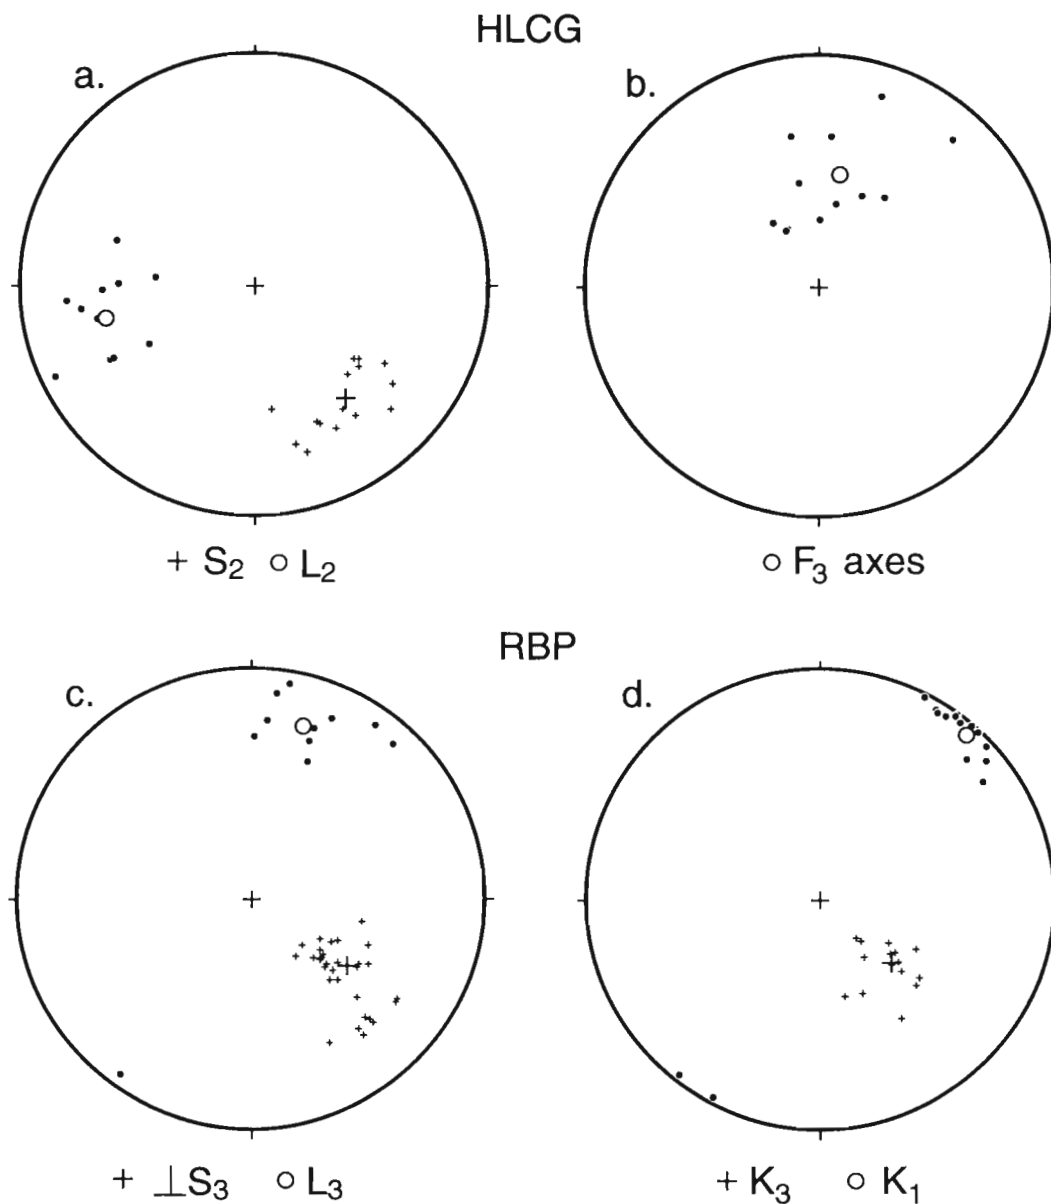 HLCG
a. b.
+ S₂ ○ L₂ ○ F₃ axes
RBP
c. d.
+ ⊥S₃ ○ L₃ + K₃ ○ K₁